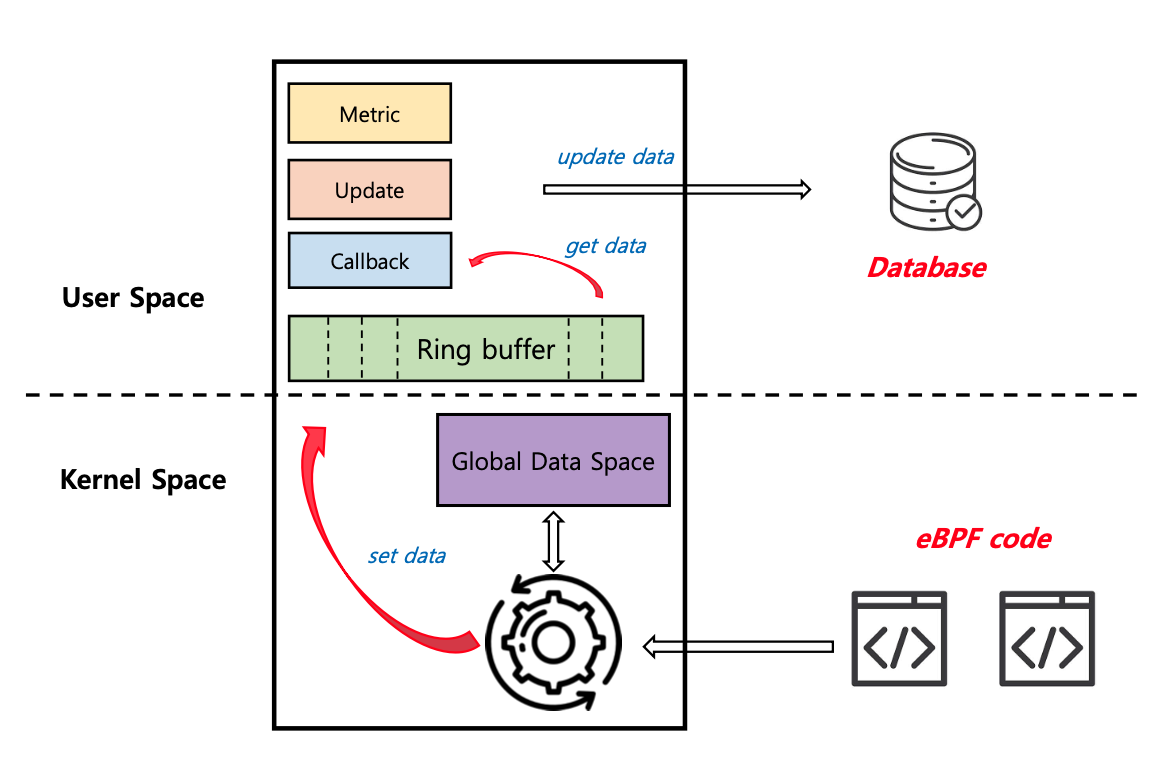 Metric
update data
Update
get data
Callback
Database
User Space
Ring buffer
Global Data Space
Kernel Space
eBPF code
set data
</>
</>